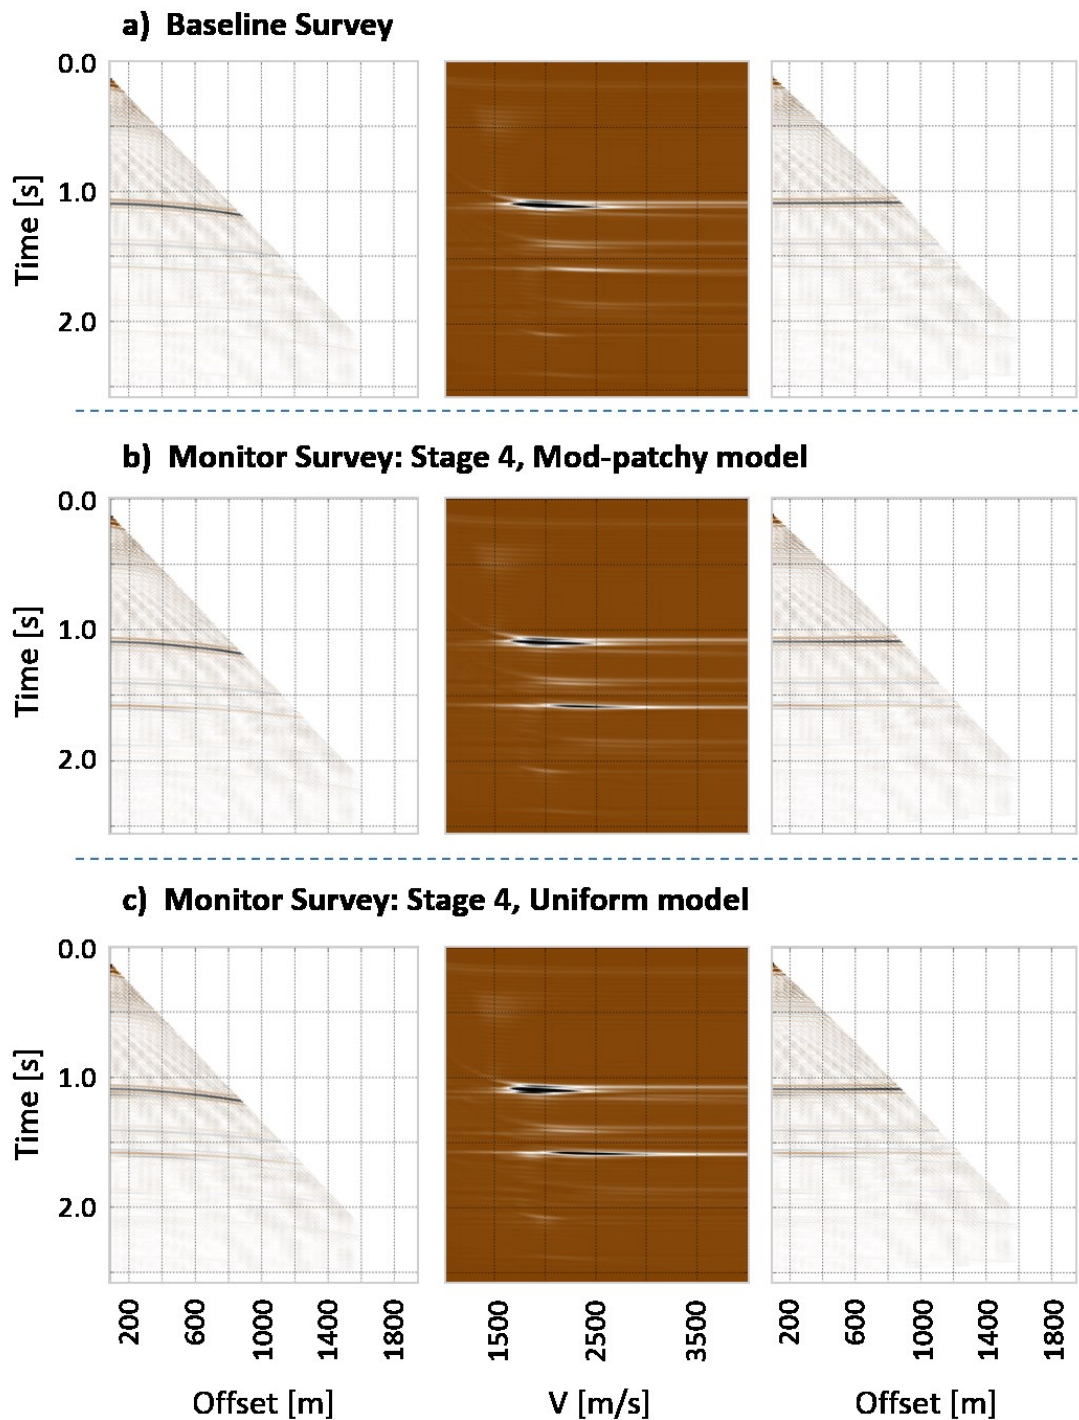 a) Baseline Survey
0.0
1.0
2.0
Time [s]
b) Monitor Survey: Stage 4, Mod-patchy model
0.0
1.0
2.0
Time [s]
c) Monitor Survey: Stage 4, Uniform model
0.0
1.0
2.0
Time [s]
200 600 1000 1400 1800 1500 2500 3500 200 600 1000 1400 1800
Offset [m] V [m/s] Offset [m]